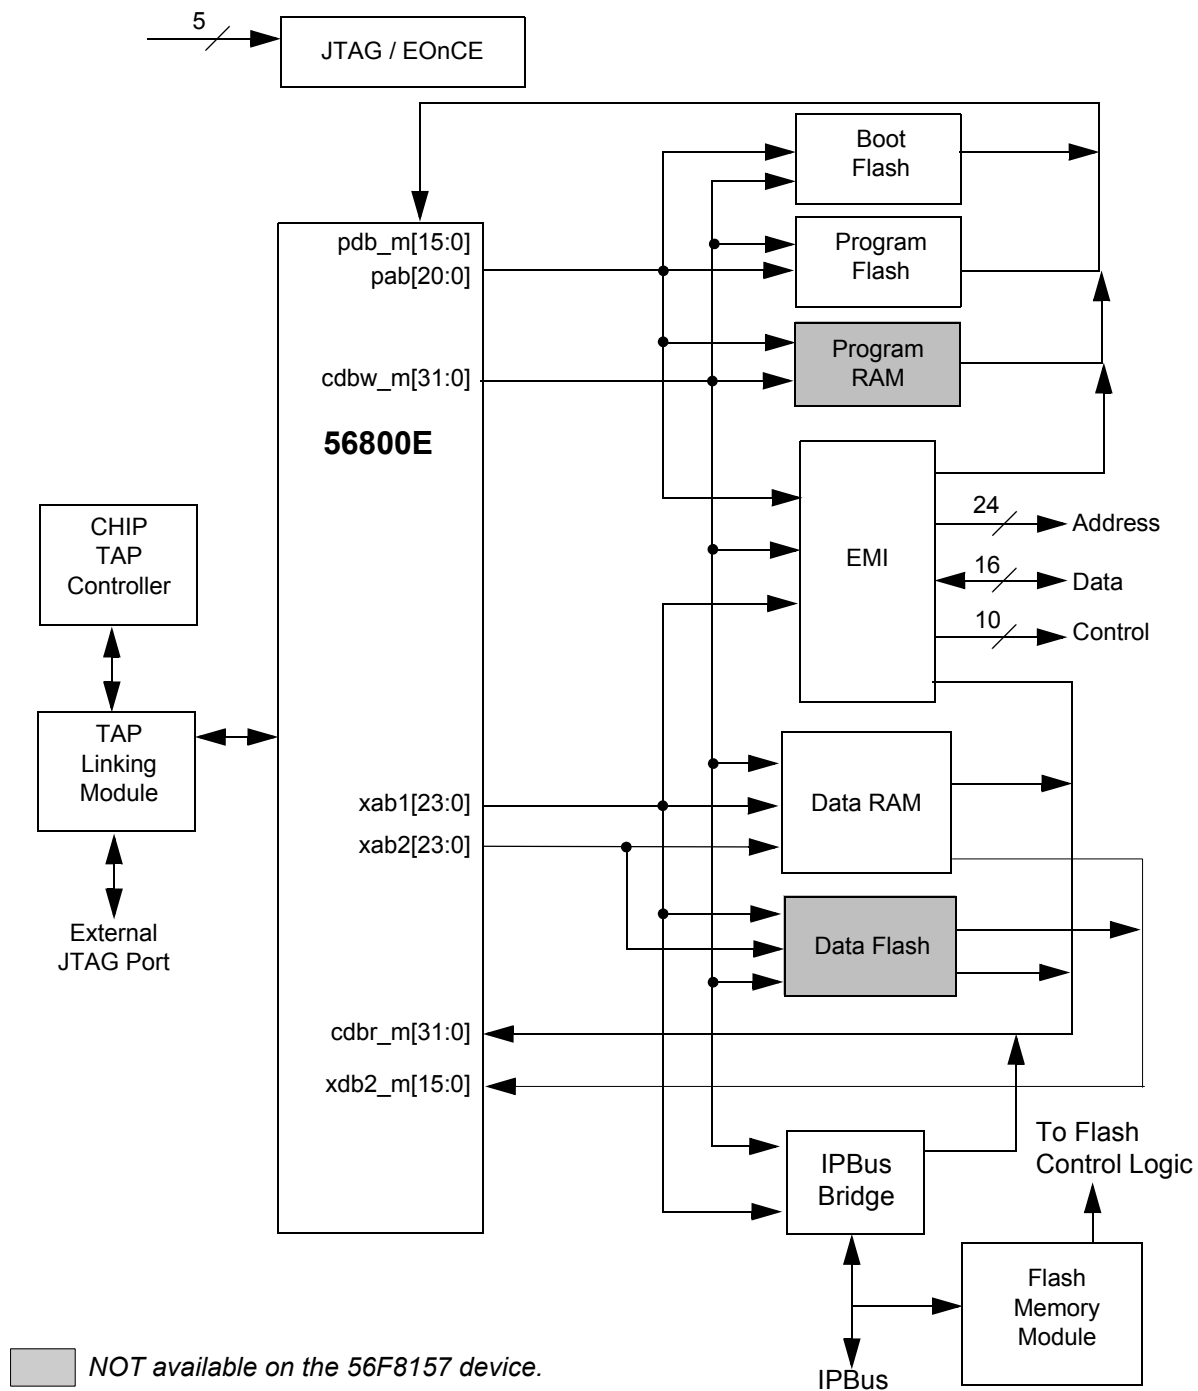 5
JTAG / EOnCE
Boot
Flash
pdb_m[15:0]
pab[20:0]
Program
Flash
Program
RAM
cdbw_m[31:0]
56800E
CHIP
TAP
Controller
EMI
24
Address
16
Data
10
Control
TAP
Linking
Module
xab1[23:0]
xab2[23:0]
Data RAM
External
JTAG Port
Data Flash
cdbr_m[31:0]
xdb2_m[15:0]
IPBus
Bridge
To Flash
Control Logic
Flash
Memory
Module
IPBus
NOT available on the 56F8157 device.